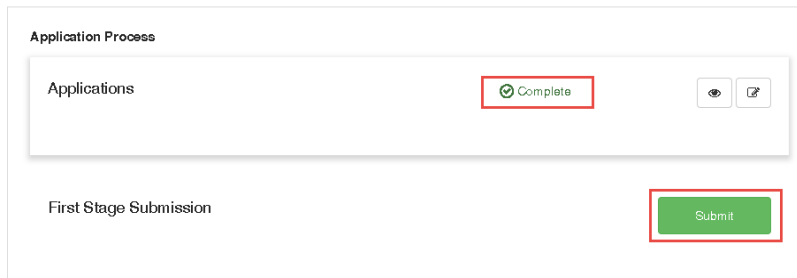 Application Process
Applications
Complete
First Stage Submission
Submit